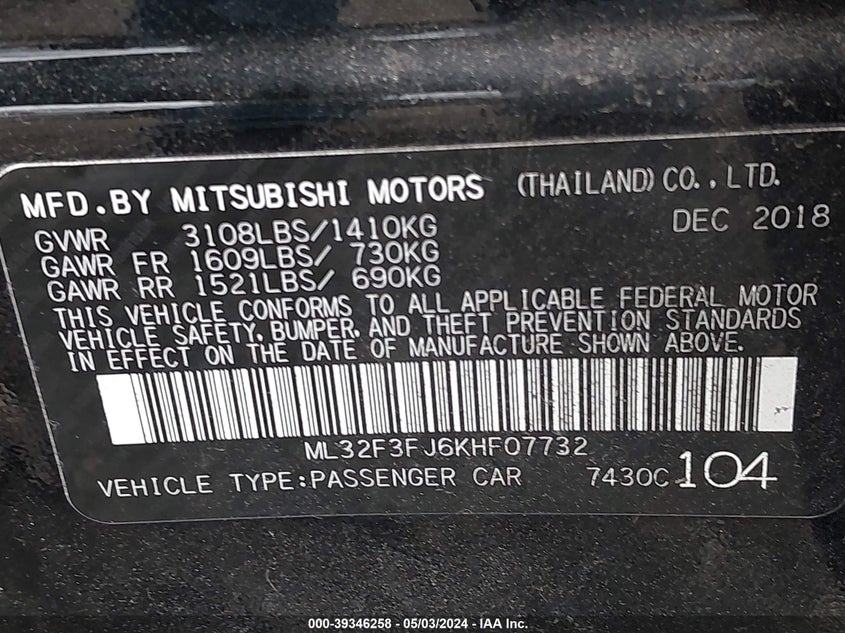 MFD.BY MITSUBISHI MOTORS (THAILAND) CO.,LTD.
DEC 2018
GVWR 3108LBS/1410KG
GAWR FR 1609LBS/ 730KG
GAWR RR 1521LBS/ 690KG
THIS VEHICLE CONFORMS TO ALL APPLICABLE FEDERAL MOTOR
VEHICLE SAFETY, BUMPER, AND THEFT PREVENTION STANDARDS
IN EFFECT ON THE DATE OF MANUFACTURE SHOWN ABOVE.
ML32F3FJ6KHF07732
VEHICLE TYPE:PASSENGER CAR 7430C 104
000-39346258 - 05/03/2024 - IAA Inc.